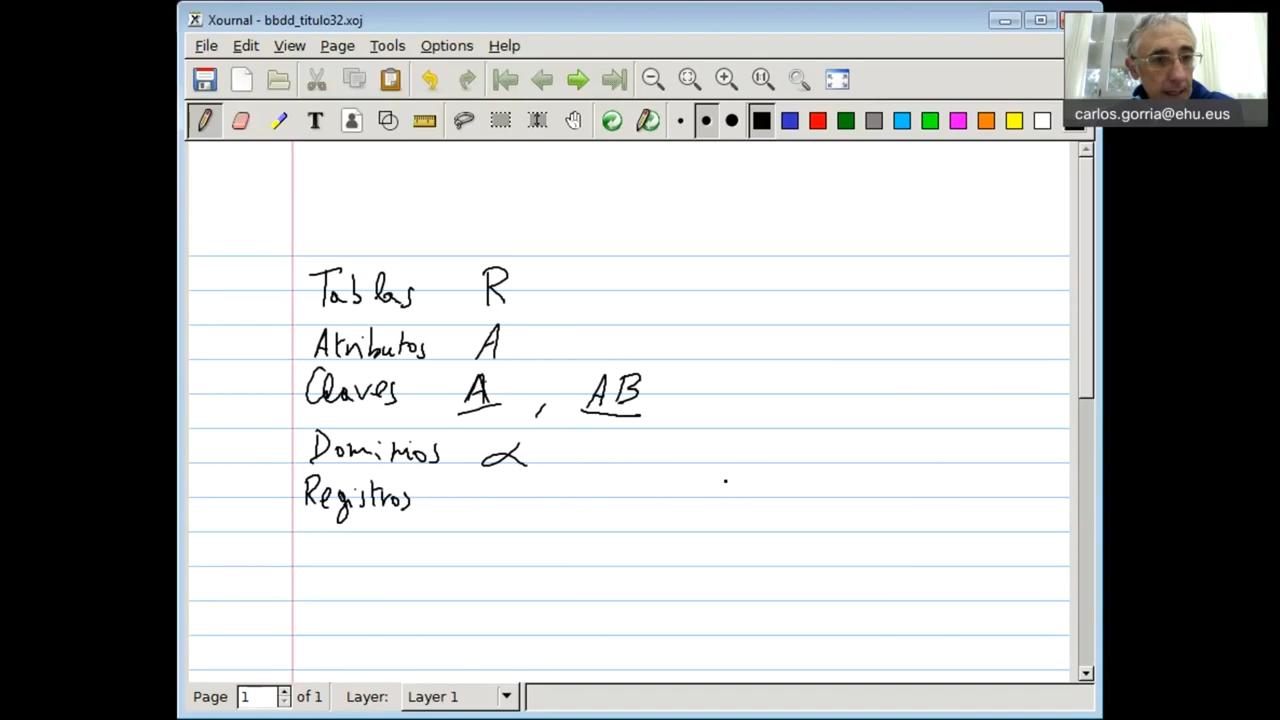 Xournal - bbdd_titulo32.xoj
File Edit View Page Tools Options Help
carlos.gorria@ehu.eus
Tablas R
Atributos A
Claves A , AB
Dominios α
Registros
Page 1 of 1 Layer: Layer 1